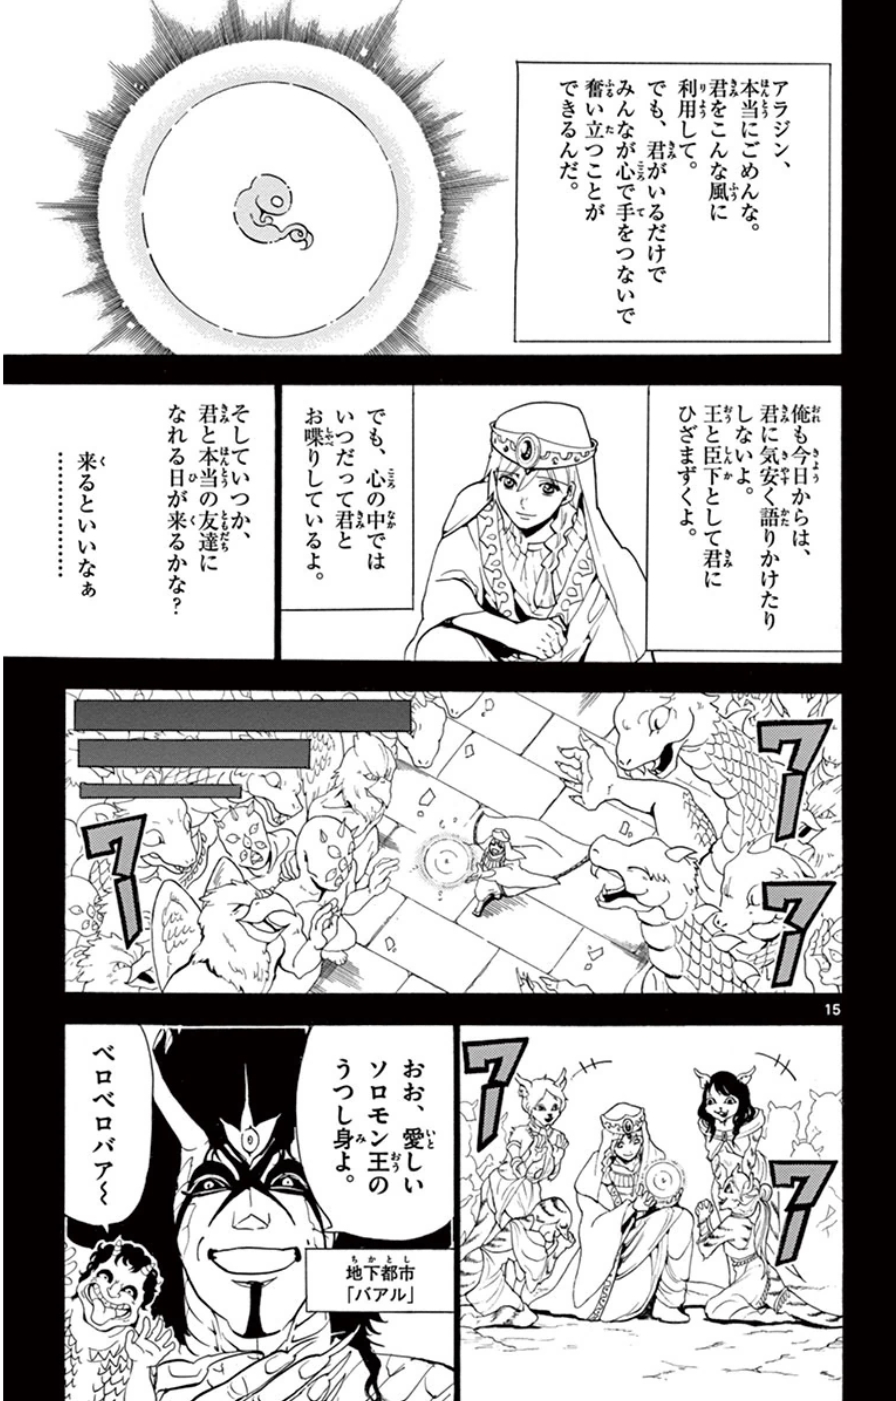 アラジン、
本当にごめんな。
君をこんな風に
利用して。
でも、君がいるだけで
みんなが心で手をつないで
奮い立つことが
できるんだ。
俺も今日からは、
君に気安く語りかけたり
しないよ。
王と臣下として君に
ひざまずくよ。
でも、心の中では
いつだって君と
お喋りしているよ。
そしていつか、
君と本当の友達に
なれる日が来るかな?
来るといいなぁ
…………………
ワー
ワー
ワー
15
ワー
ワー
おお、愛しい
ソロモン王の
うつし身よ。
地下都市
「バアル」
ベロベロバア〜